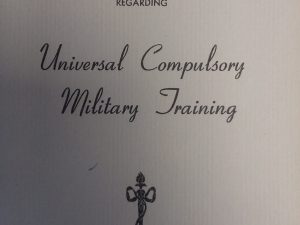 REGARDING
Universal Compulsory
Military Training